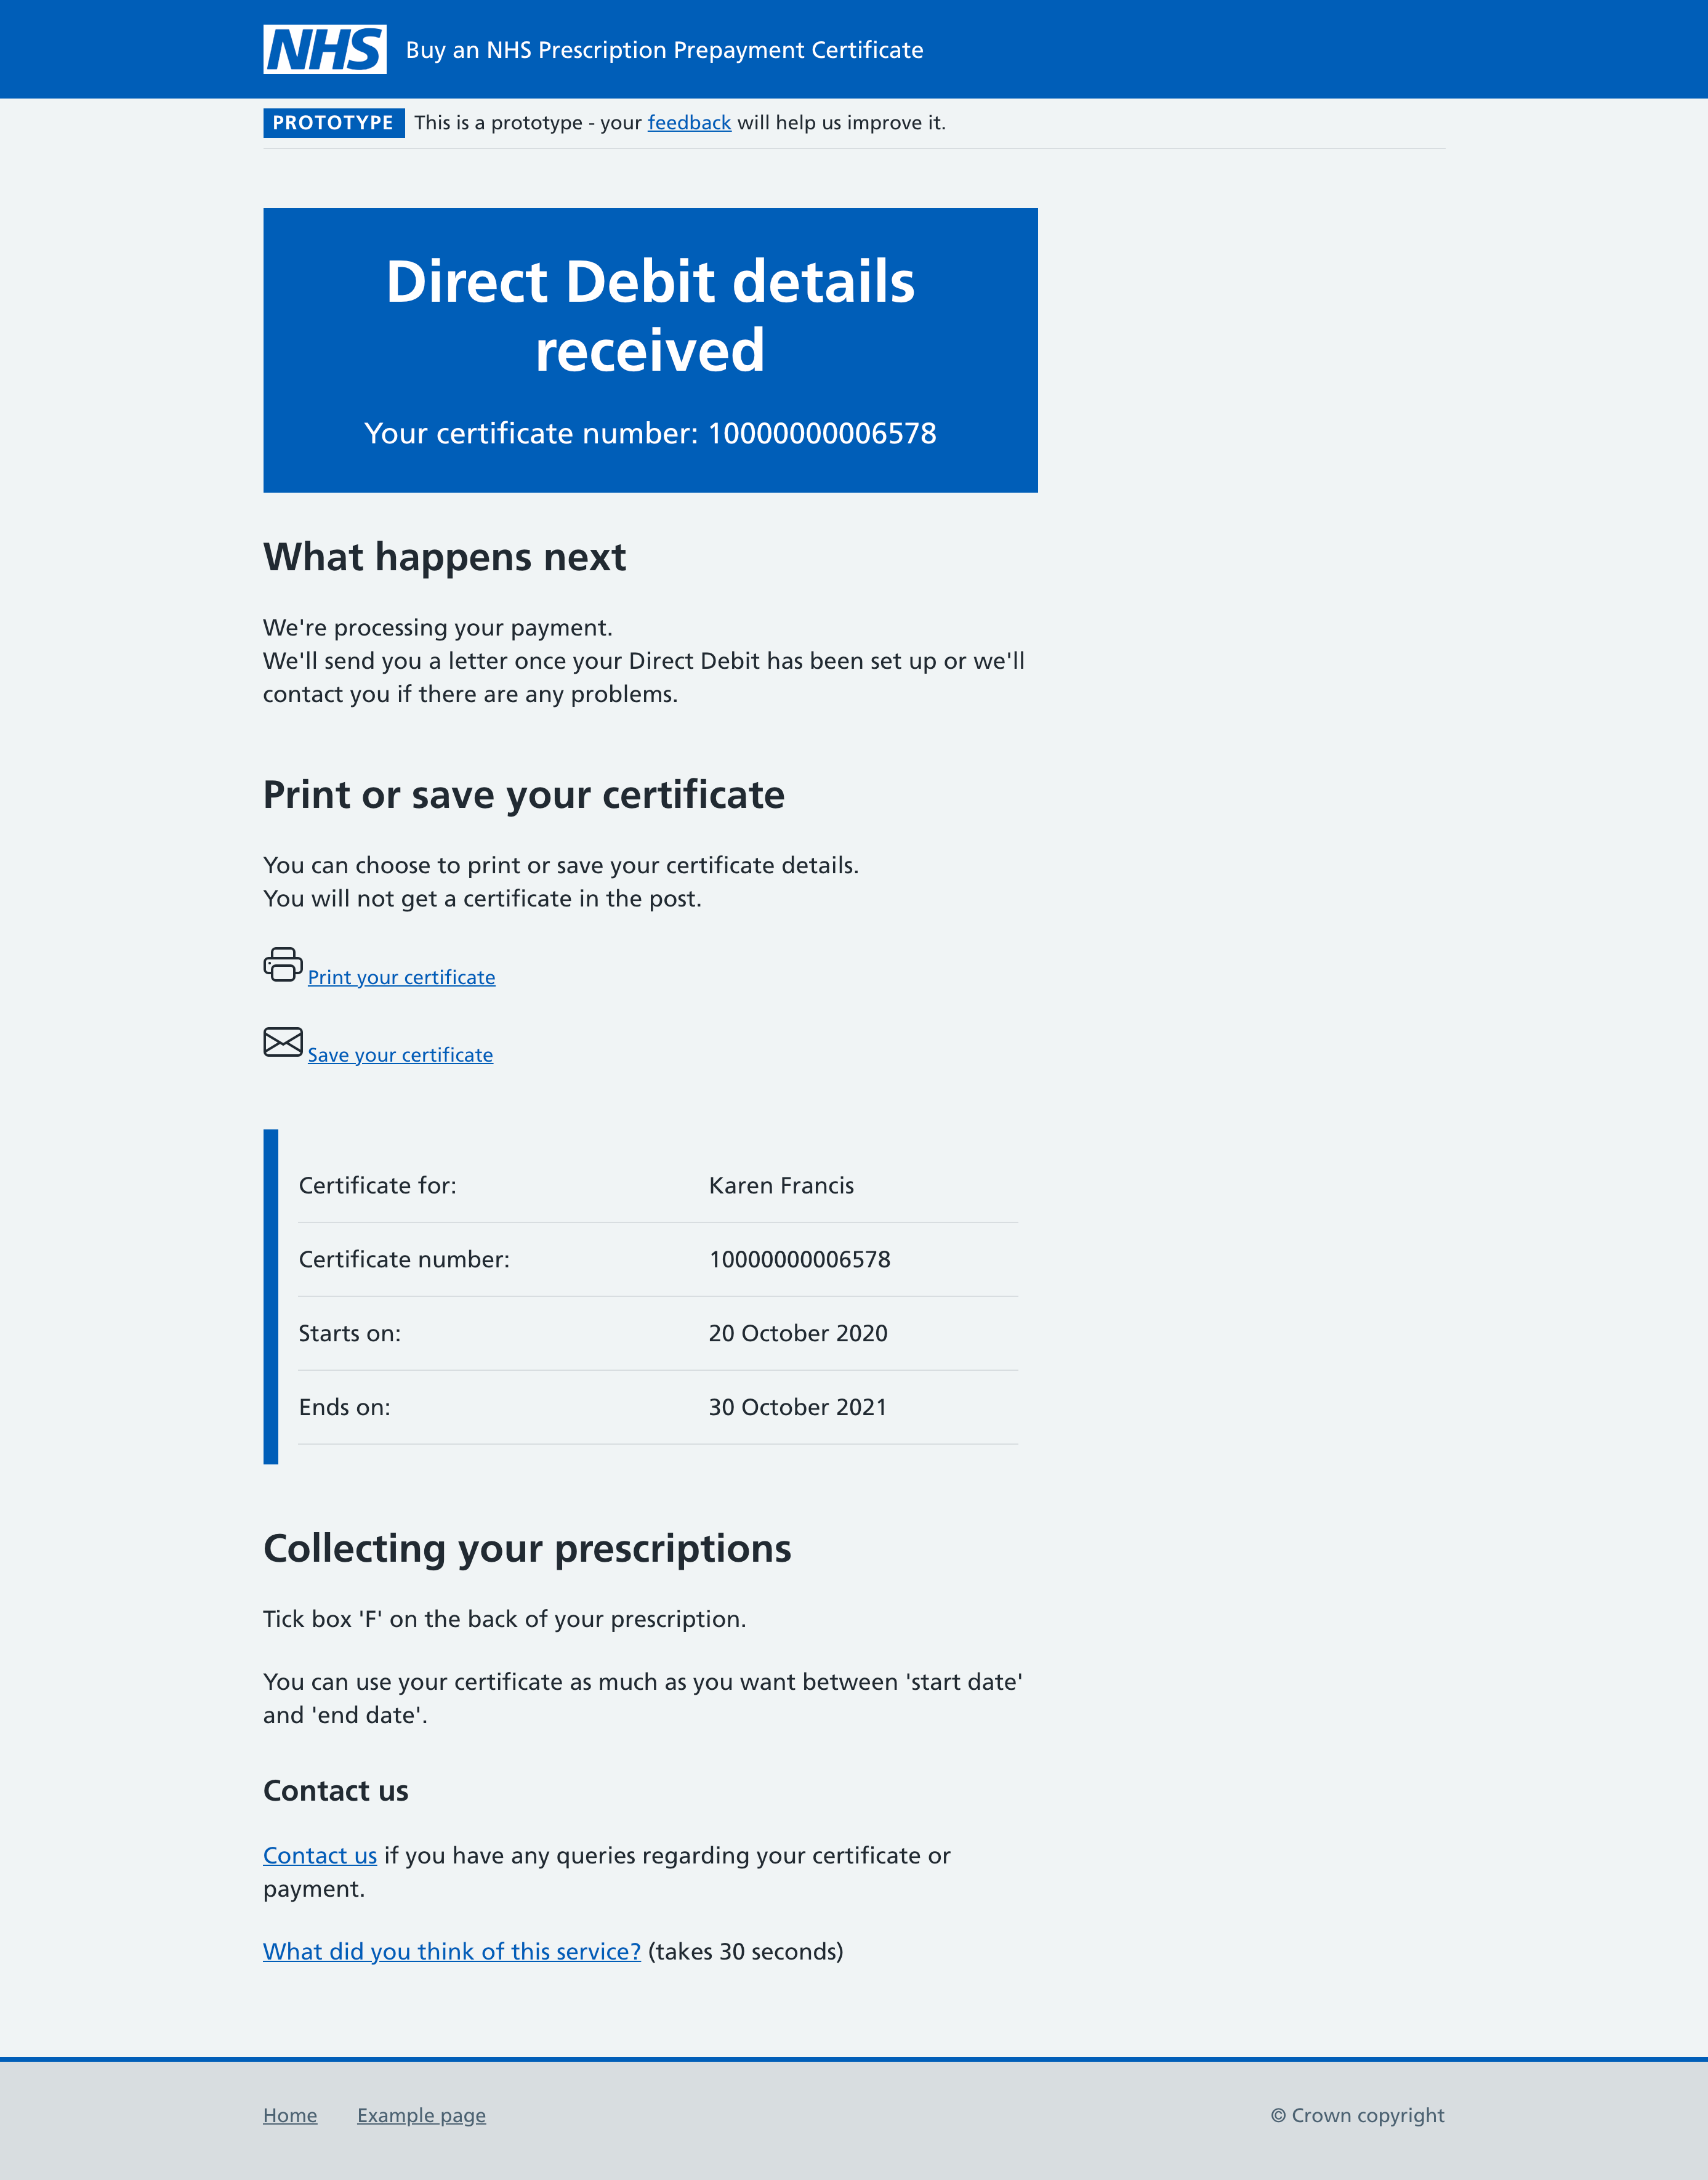 NHS Buy an NHS Prescription Prepayment Certificate
PROTOTYPE This is a prototype - your feedback will help us improve it.
Direct Debit details
received
Your certificate number: 10000000006578
What happens next
We're processing your payment.
We'll send you a letter once your Direct Debit has been set up or we'll
contact you if there are any problems.
Print or save your certificate
You can choose to print or save your certificate details.
You will not get a certificate in the post.
Print your certificate
Save your certificate
Certificate for: Karen Francis
Certificate number: 10000000006578
Starts on: 20 October 2020
Ends on: 30 October 2021
Collecting your prescriptions
Tick box 'F' on the back of your prescription.
You can use your certificate as much as you want between 'start date'
and 'end date'.
Contact us
Contact us if you have any queries regarding your certificate or
payment.
What did you think of this service? (takes 30 seconds)
Home Example page © Crown copyright